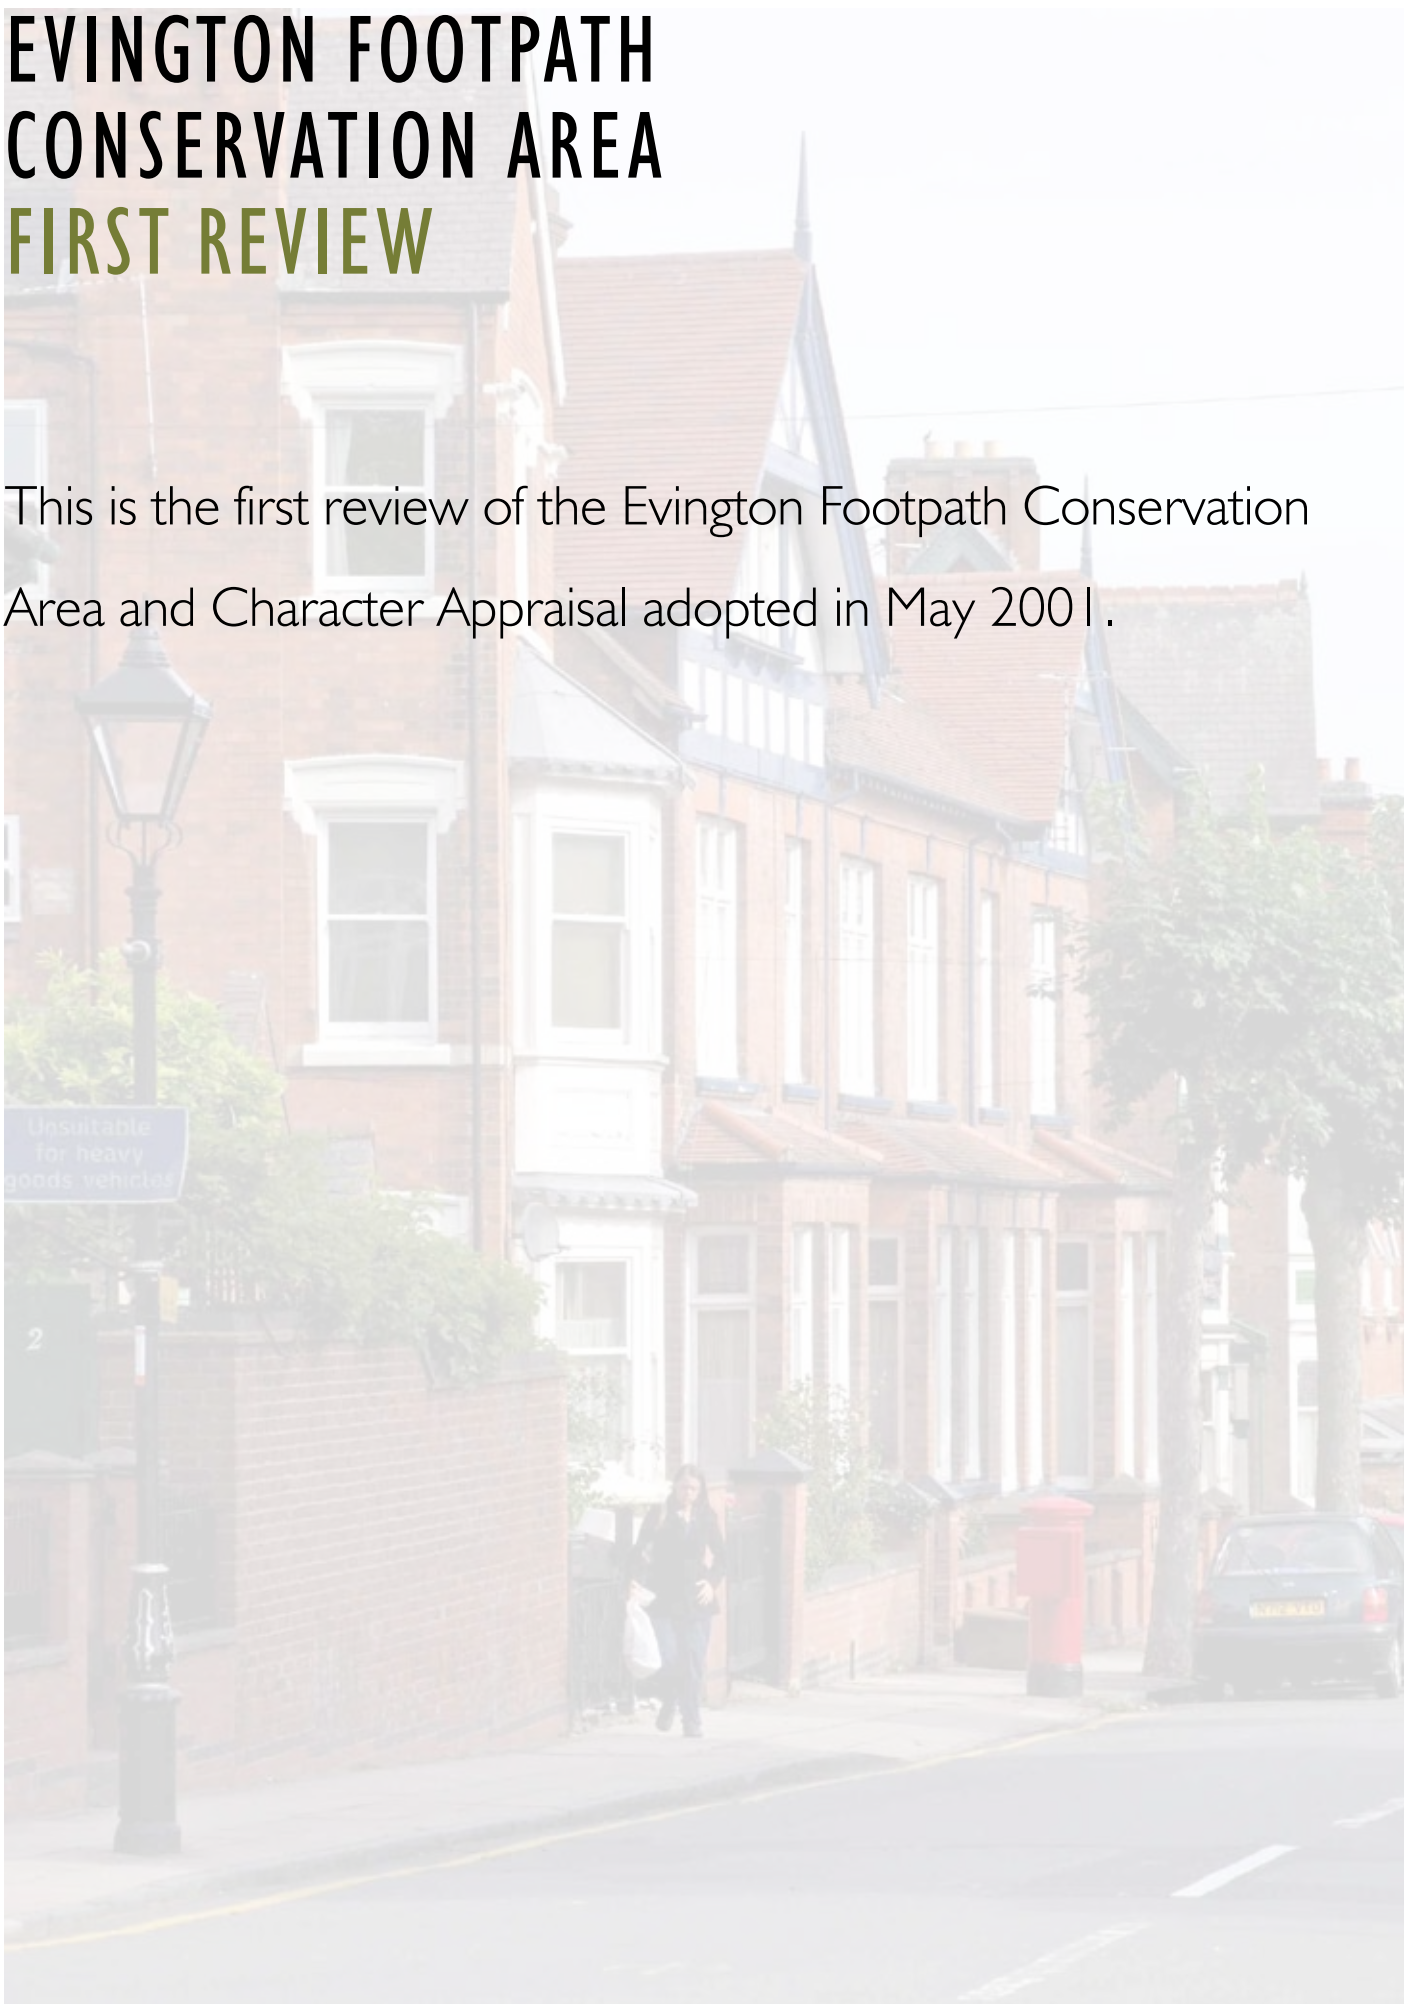 EVINGTON FOOTPATH
CONSERVATION AREA
FIRST REVIEW
This is the first review of the Evington Footpath Conservation
Area and Character Appraisal adopted in May 2001.
Unsuitable
for heavy
goods vehicles
2